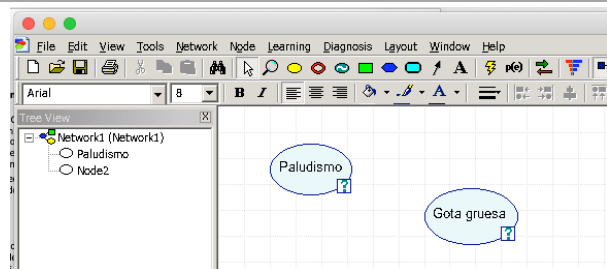 File Edit View Tools Network Node Learning Diagnosis Layout Window Help
A p(e)
Arial 8 B I A
Tree View X
Network1 (Network1)
Paludismo
Node2
Paludismo
?
Gota gruesa
?